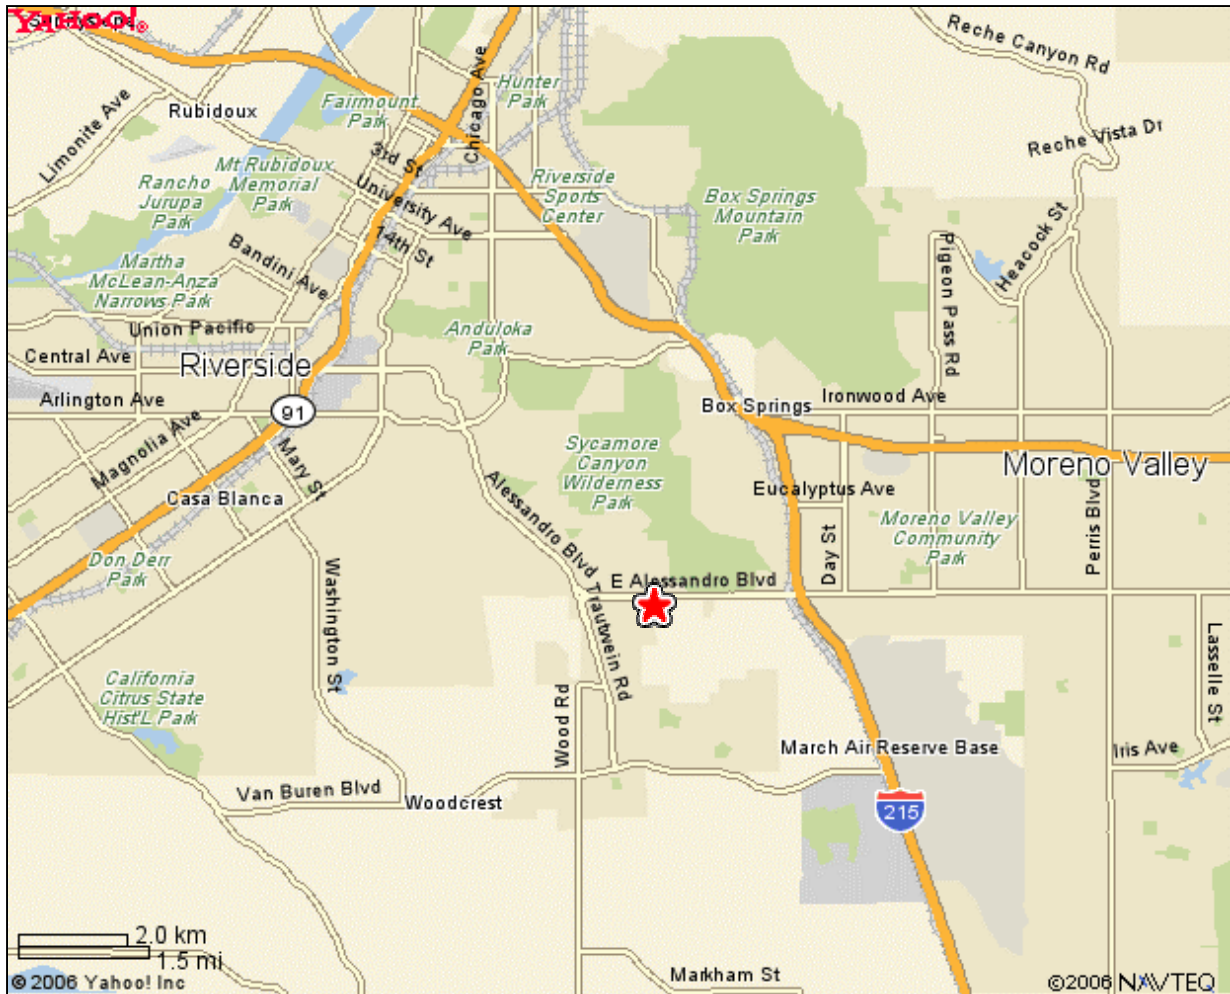 YAHOO!
Reche Canyon Rd
Chicago Ave
Hunter
Park
Limonite Ave
Rubidoux
Fairmount
Park
Reche Vista Dr
3rd St
Mt Rubidoux
Memorial
Park
Rancho
Jurupa
Park
University Ave
Riverside
Sports
Center
Box Springs
Mountain
Park
14th St
Bandini Ave
Heacock St
Pigeon Pass Rd
Martha
McLean-Anza
Narrows Park
Union Pacific
Anduloka
Park
Central Ave
Riverside
Arlington Ave
91
Ironwood Ave
Box Springs
Magnolia Ave
Mary St
Sycamore
Canyon
Wilderness
Park
Moreno Valley
Casa Blanca
Alessandro Blvd
Eucalyptus Ave
Perris Blvd
Day St
Moreno Valley
Community
Park
Don Derr
Park
Washington St
E Alessandro Blvd
Trautwein Rd
Lasselle St
California
Citrus State
Hist'L Park
Wood Rd
March Air Reserve Base
Iris Ave
Van Buren Blvd
Woodcrest
215
2.0 km
1.5 mi
Markham St
© 2006 Yahoo! Inc
©2006 NAVTEQ